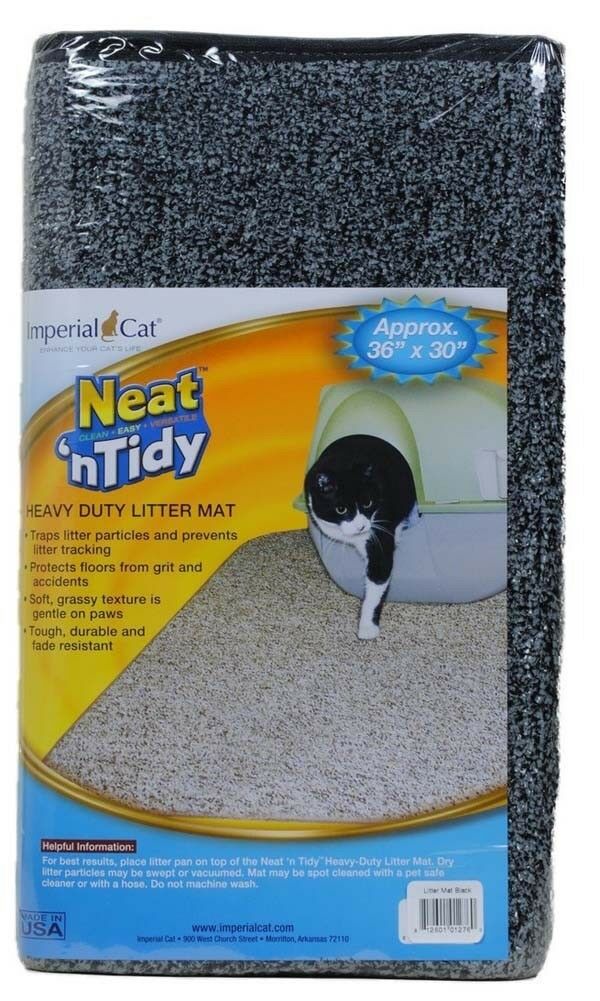 Imperial Cat®
ENHANCE YOUR CAT'S LIFE
Approx.
36" x 30"
Neat™
CLEAN • EASY • VERSATILE
'nTidy
HEAVY DUTY LITTER MAT
• Traps litter particles and prevents
litter tracking
• Protects floors from grit and
accidents
• Soft, grassy texture is
gentle on paws
• Tough, durable and
fade resistant
Helpful Information:
For best results, place litter pan on top of the Neat 'n Tidy™ Heavy-Duty Litter Mat. Dry
litter particles may be swept or vacuumed. Mat may be spot cleaned with a pet safe
cleaner or with a hose. Do not machine wash.
Litter Mat Black
MADE IN
USA
www.imperialcat.com
Imperial Cat • 900 West Church Street • Morrilton, Arkansas 72110